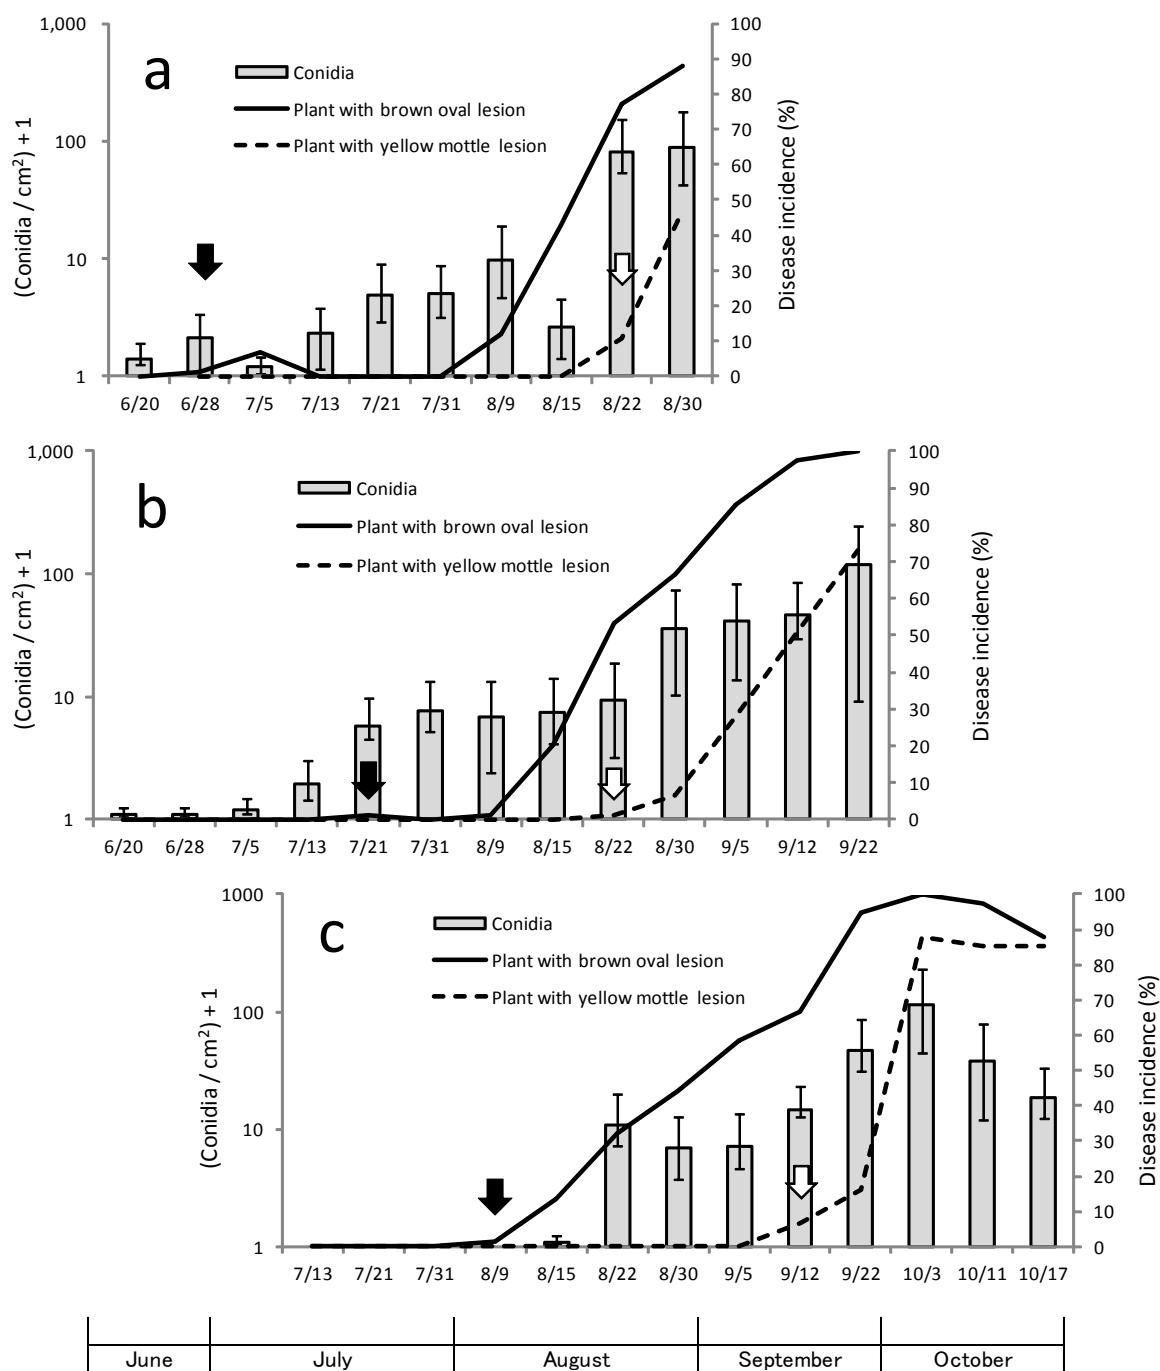 a
Conidia
Plant with brown oval lesion
Plant with yellow mottle lesion
(Conidia / cm²) + 1
1,000
100
10
1
Disease incidence (%)
100
90
80
70
60
50
40
30
20
10
0
6/20 6/28 7/5 7/13 7/21 7/31 8/9 8/15 8/22 8/30
b
Conidia
Plant with brown oval lesion
Plant with yellow mottle lesion
(Conidia / cm²) + 1
1,000
100
10
1
Disease incidence (%)
100
90
80
70
60
50
40
30
20
10
0
6/20 6/28 7/5 7/13 7/21 7/31 8/9 8/15 8/22 8/30 9/5 9/12 9/22
c
Conidia
Plant with brown oval lesion
Plant with yellow mottle lesion
(Conidia / cm²) + 1
1000
100
10
1
Disease incidence (%)
100
90
80
70
60
50
40
30
20
10
0
7/13 7/21 7/31 8/9 8/15 8/22 8/30 9/5 9/12 9/22 10/3 10/11 10/17
June July August September October